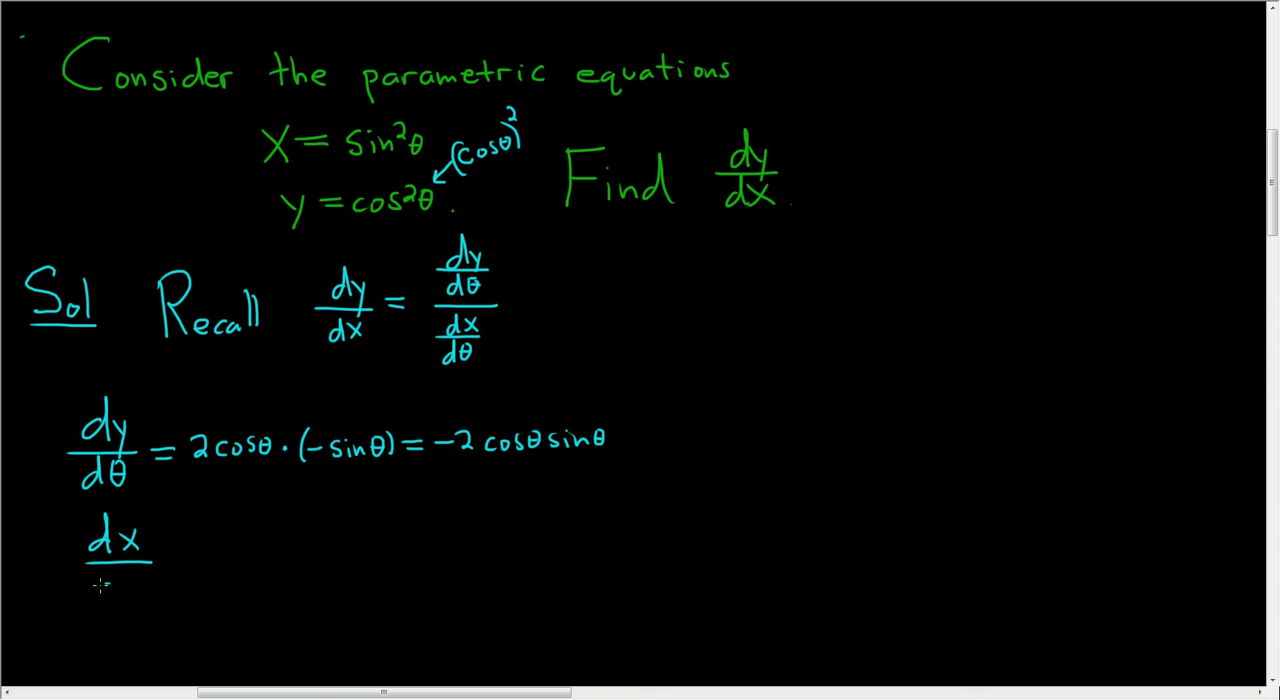 Consider the parametric equations
x = sin²θ
(cosθ)²
y = cos²θ.
Find dy/dx.
Sol Recall dy/dx = (dy/dθ)/(dx/dθ)
dy/dθ = 2cosθ · (-sinθ) = -2 cosθ sinθ
dx